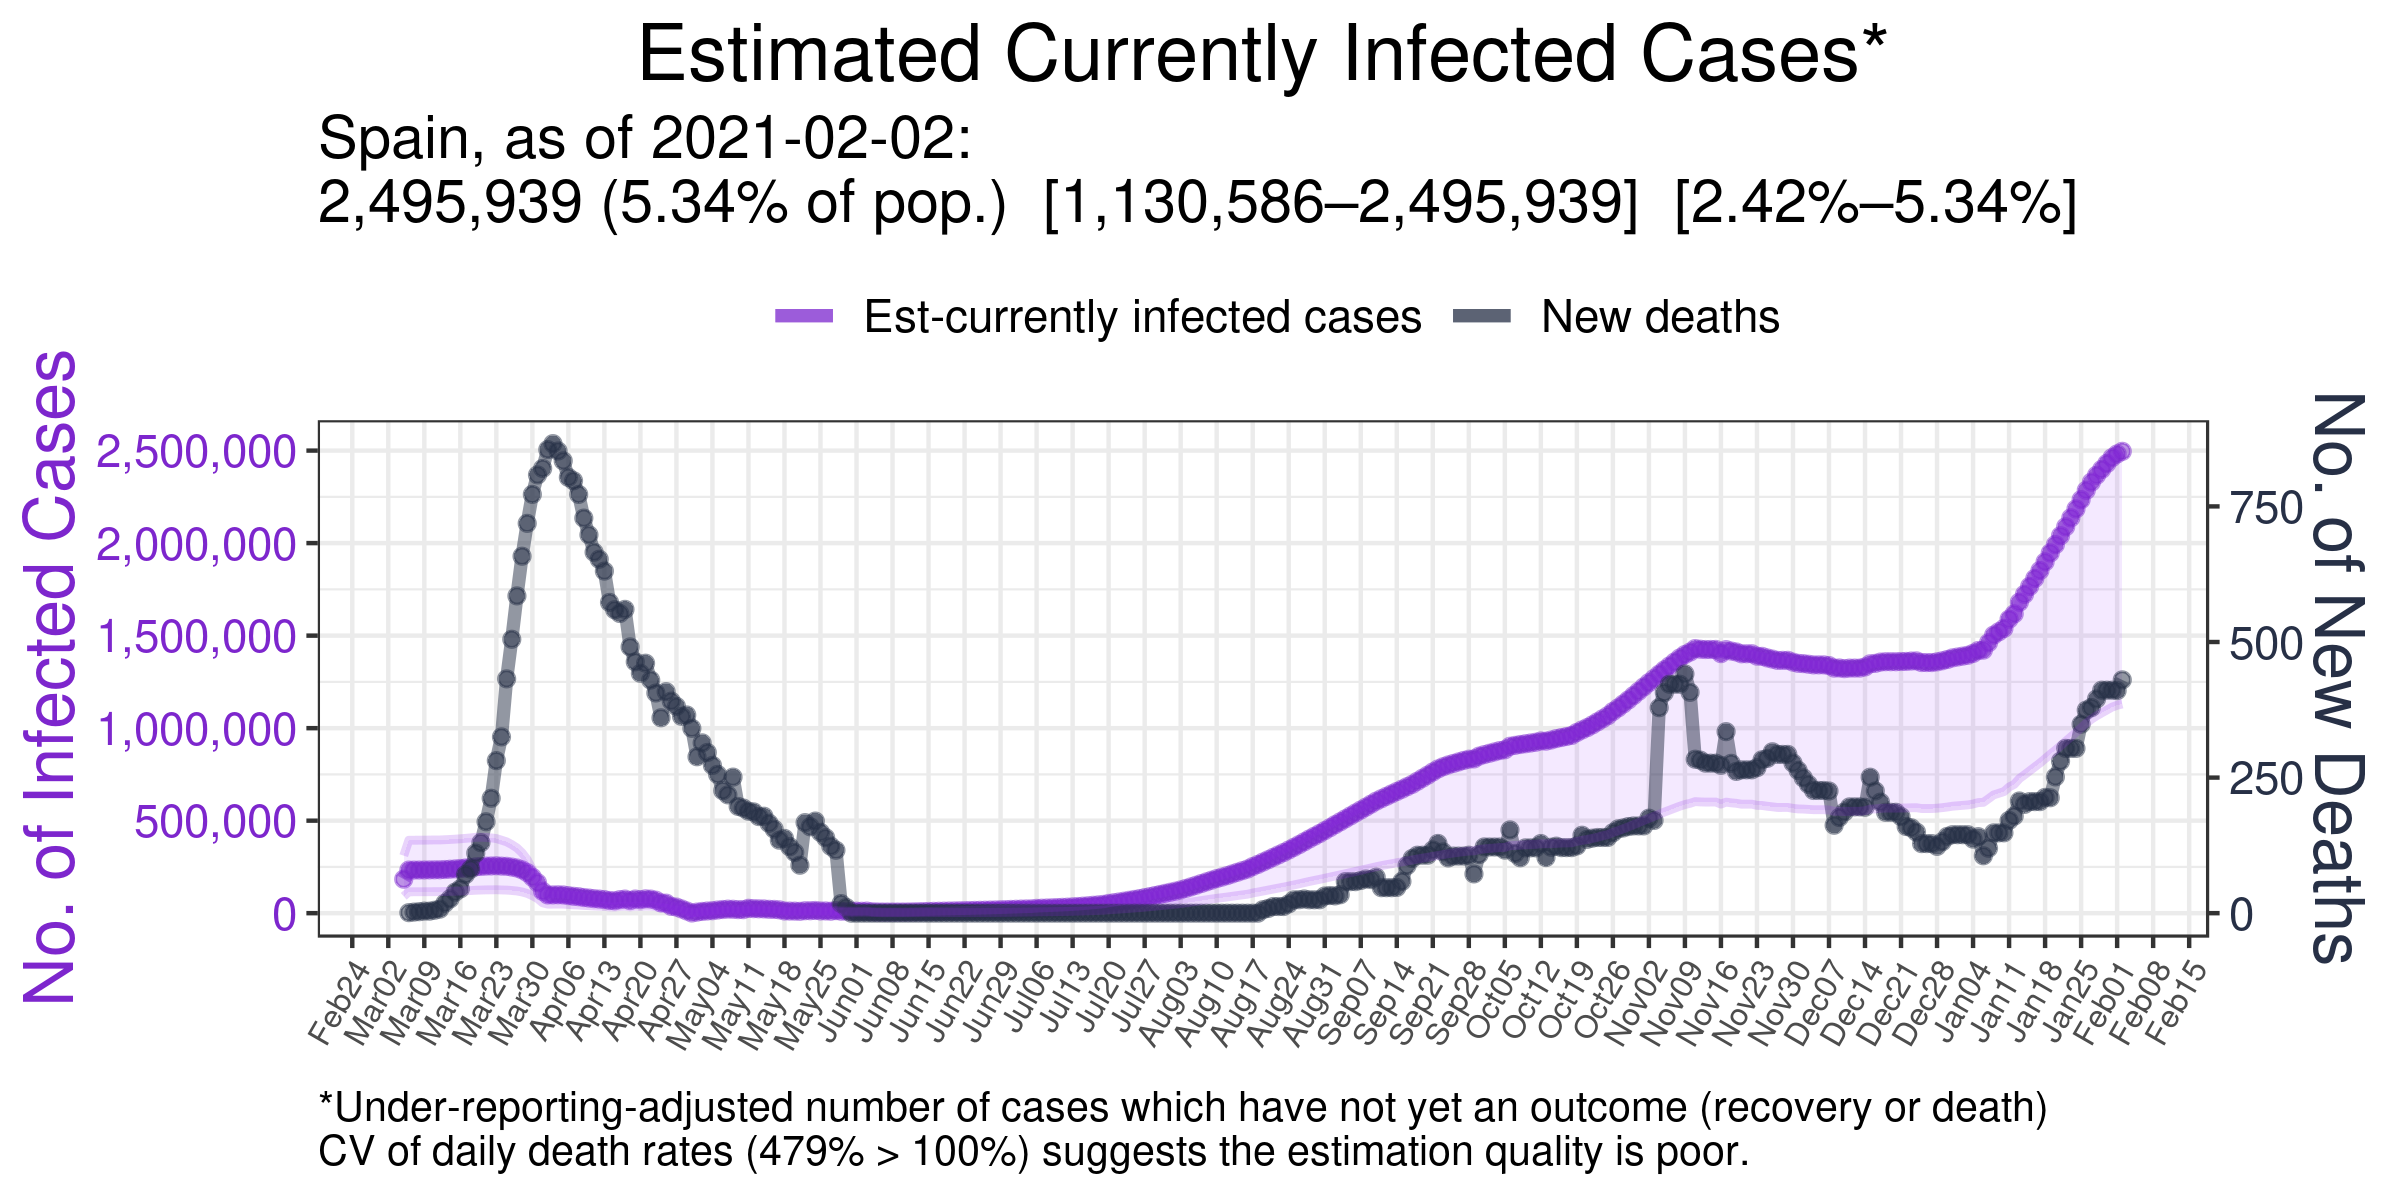 Estimated Currently Infected Cases*
Spain, as of 2021-02-02:
2,495,939 (5.34% of pop.) [1,130,586–2,495,939] [2.42%–5.34%]
Est-currently infected cases
New deaths
No. of Infected Cases
2,500,000
2,000,000
1,500,000
1,000,000
500,000
0
750
500
250
0
No. of New Deaths
Feb24
Mar02
Mar09
Mar16
Mar23
Mar30
Apr06
Apr13
Apr20
Apr27
May04
May11
May18
May25
Jun01
Jun08
Jun15
Jun22
Jun29
Jul06
Jul13
Jul20
Jul27
Aug03
Aug10
Aug17
Aug24
Aug31
Sep07
Sep14
Sep21
Sep28
Oct05
Oct12
Oct19
Oct26
Nov02
Nov09
Nov16
Nov23
Nov30
Dec07
Dec14
Dec21
Dec28
Jan04
Jan11
Jan18
Jan25
Feb01
Feb08
Feb15
*Under-reporting-adjusted number of cases which have not yet an outcome (recovery or death)
CV of daily death rates (479% > 100%) suggests the estimation quality is poor.